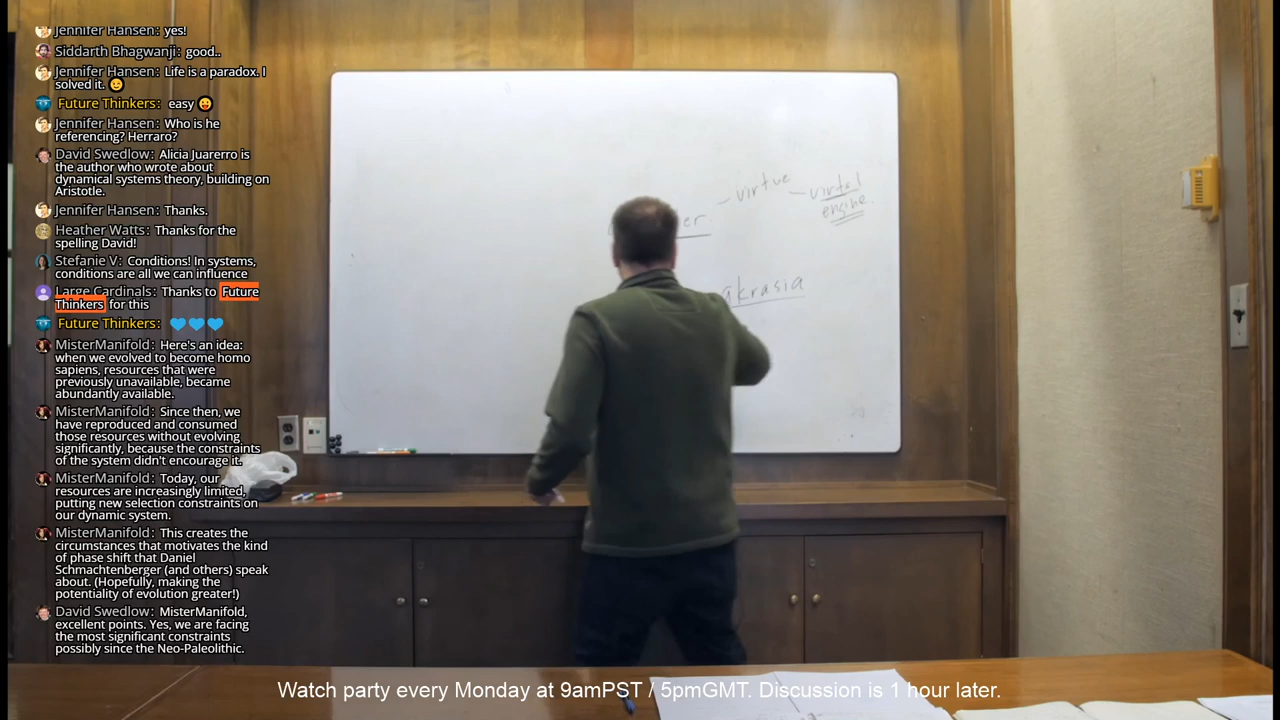 Jennifer Hansen: yes!
Siddarth Bhagwanji: good..
Jennifer Hansen: Life is a paradox. I
solved it. 😉
Future Thinkers: easy 😛
Jennifer Hansen: Who is he
referencing? Herraro?
David Swedlow: Alicia Juarerro is
the author who wrote about
dynamical systems theory, building on
Aristotle.
Jennifer Hansen: Thanks.
Heather Watts: Thanks for the
spelling David!
Stefanie V: Conditions! In systems,
conditions are all we can influence
Large Cardinals: Thanks to Future
Thinkers for this
Future Thinkers: 💙💙💙
MisterManifold: Here's an idea:
when we evolved to become homo
sapiens, resources that were
previously unavailable, became
abundantly available.
MisterManifold: Since then, we
have reproduced and consumed
those resources without evolving
significantly, because the constraints
of the system didn't encourage it.
MisterManifold: Today, our
resources are increasingly limited,
putting new selection constraints on
our dynamic system.
MisterManifold: This creates the
circumstances that motivates the kind
of phase shift that Daniel
Schmachtenberger (and others) speak
about. (Hopefully, making the
potentiality of evolution greater!)
David Swedlow: MisterManifold,
excellent points. Yes, we are facing
the most significant constraints
possibly since the Neo-Paleolithic.
er – virtue – virtual
engine
akrasia
Watch party every Monday at 9amPST / 5pmGMT. Discussion is 1 hour later.